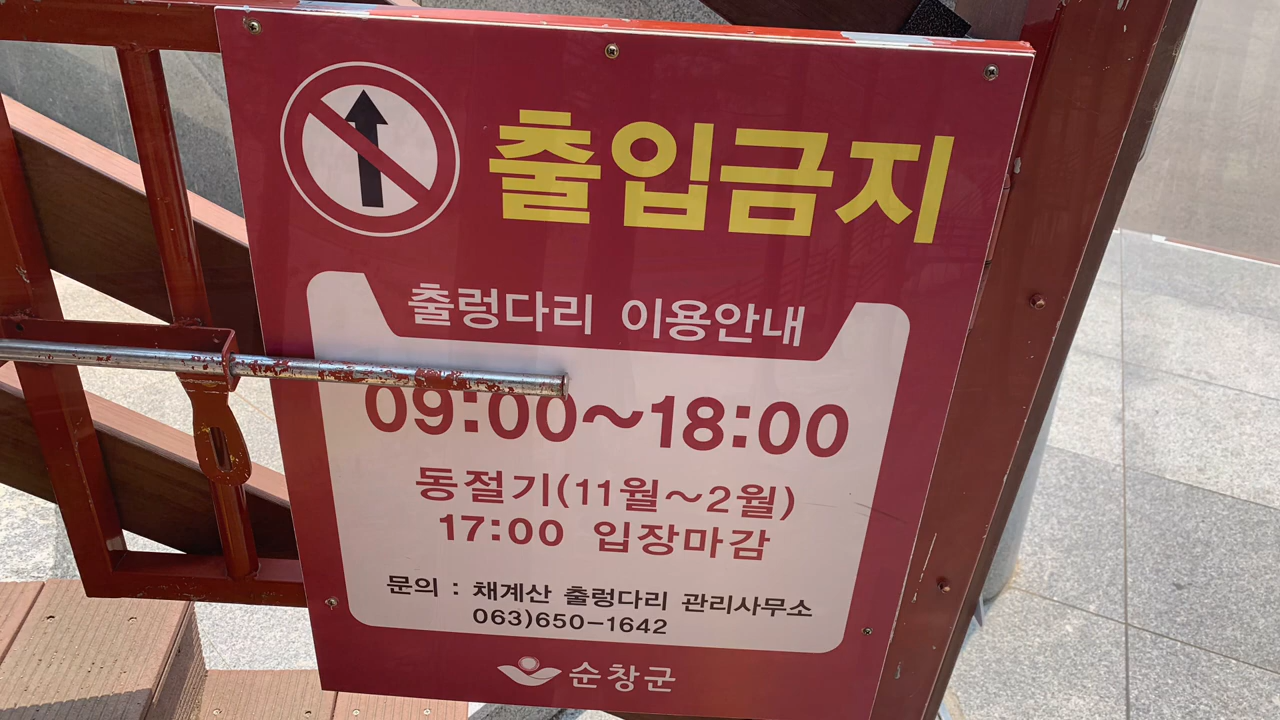 출입금지
출렁다리 이용안내
09:00~18:00
동절기(11월~2월)
17:00 입장마감
문의 : 채계산 출렁다리 관리사무소
063)650-1642
순창군